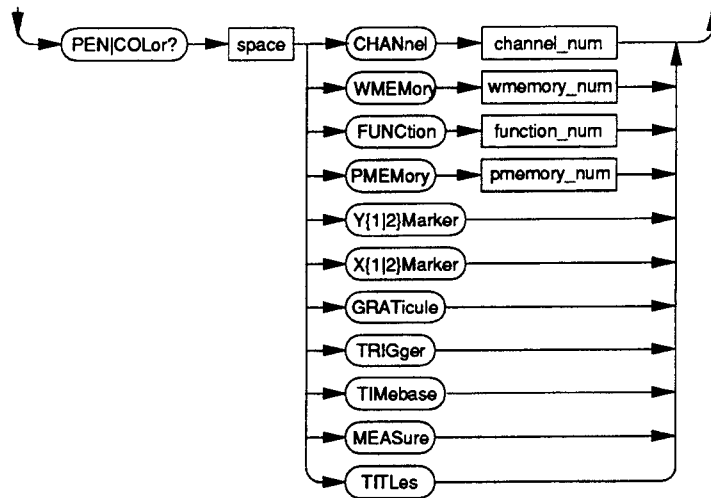 PEN|COLor? space CHANnel channel_num
WMEMory wmemory_num
FUNCtion function_num
PMEMory pmemory_num
Y{1|2}Marker
X{1|2}Marker
GRATicule
TRIGger
TIMebase
MEASure
TITLes